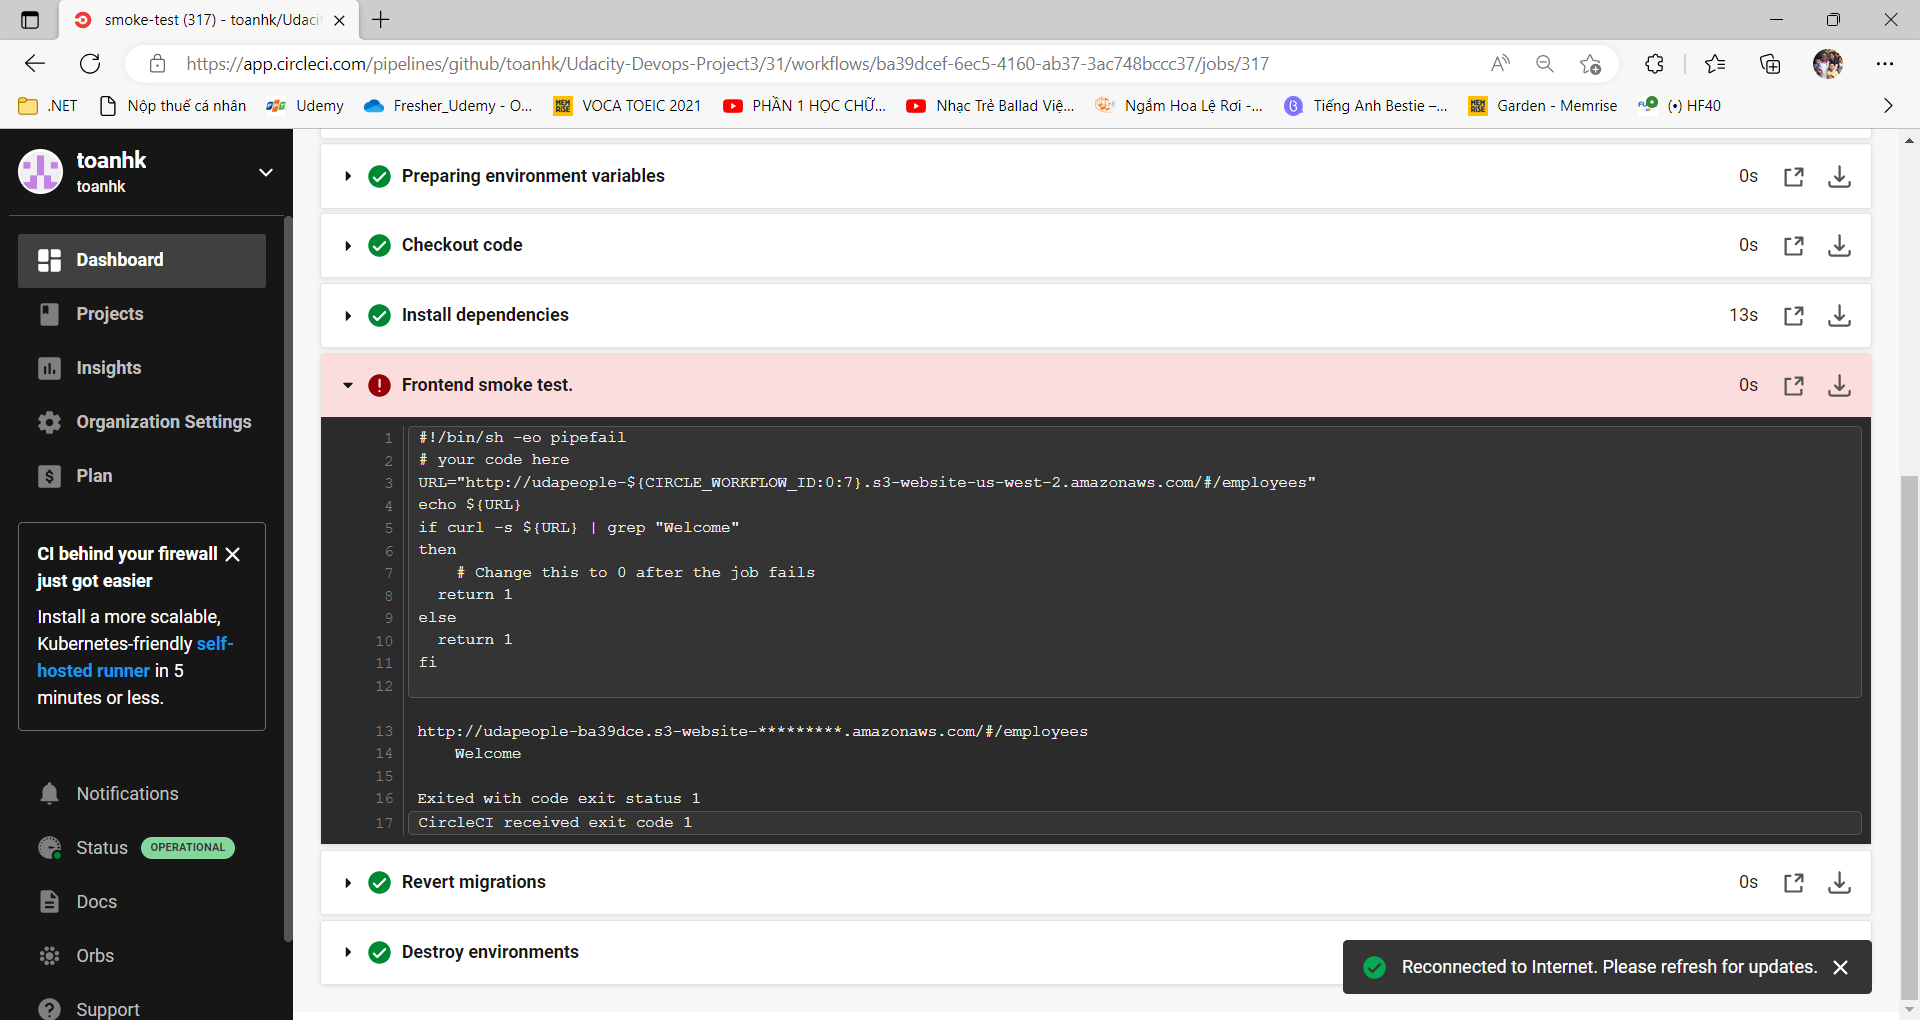 smoke-test (317) - toanhk/Udaci
https://app.circleci.com/pipelines/github/toanhk/Udacity-Devops-Project3/31/workflows/ba39dcef-6ec5-4160-ab37-3ac748bccc37/jobs/317
.NET
Nộp thuế cá nhân
Udemy
Fresher_Udemy - O...
VOCA TOEIC 2021
PHẦN 1 HỌC CHỮ...
Nhạc Trẻ Ballad Việ...
Ngắm Hoa Lệ Rơi -...
Tiếng Anh Bestie –...
Garden - Memrise
(•) HF40
toanhk
toanhk
Dashboard
Projects
Insights
Organization Settings
Plan
CI behind your firewall
just got easier
Install a more scalable,
Kubernetes-friendly self-
hosted runner in 5
minutes or less.
Notifications
Status OPERATIONAL
Docs
Orbs
Support
Preparing environment variables 0s
Checkout code 0s
Install dependencies 13s
Frontend smoke test. 0s
1 #!/bin/sh -eo pipefail
2 # your code here
3 URL="http://udapeople-${CIRCLE_WORKFLOW_ID:0:7}.s3-website-us-west-2.amazonaws.com/#/employees"
4 echo ${URL}
5 if curl -s ${URL} | grep "Welcome"
6 then
7 # Change this to 0 after the job fails
8 return 1
9 else
10 return 1
11 fi
12
13 http://udapeople-ba39dce.s3-website-*********.amazonaws.com/#/employees
14 Welcome
15
16 Exited with code exit status 1
17 CircleCI received exit code 1
Revert migrations 0s
Destroy environments
Reconnected to Internet. Please refresh for updates.